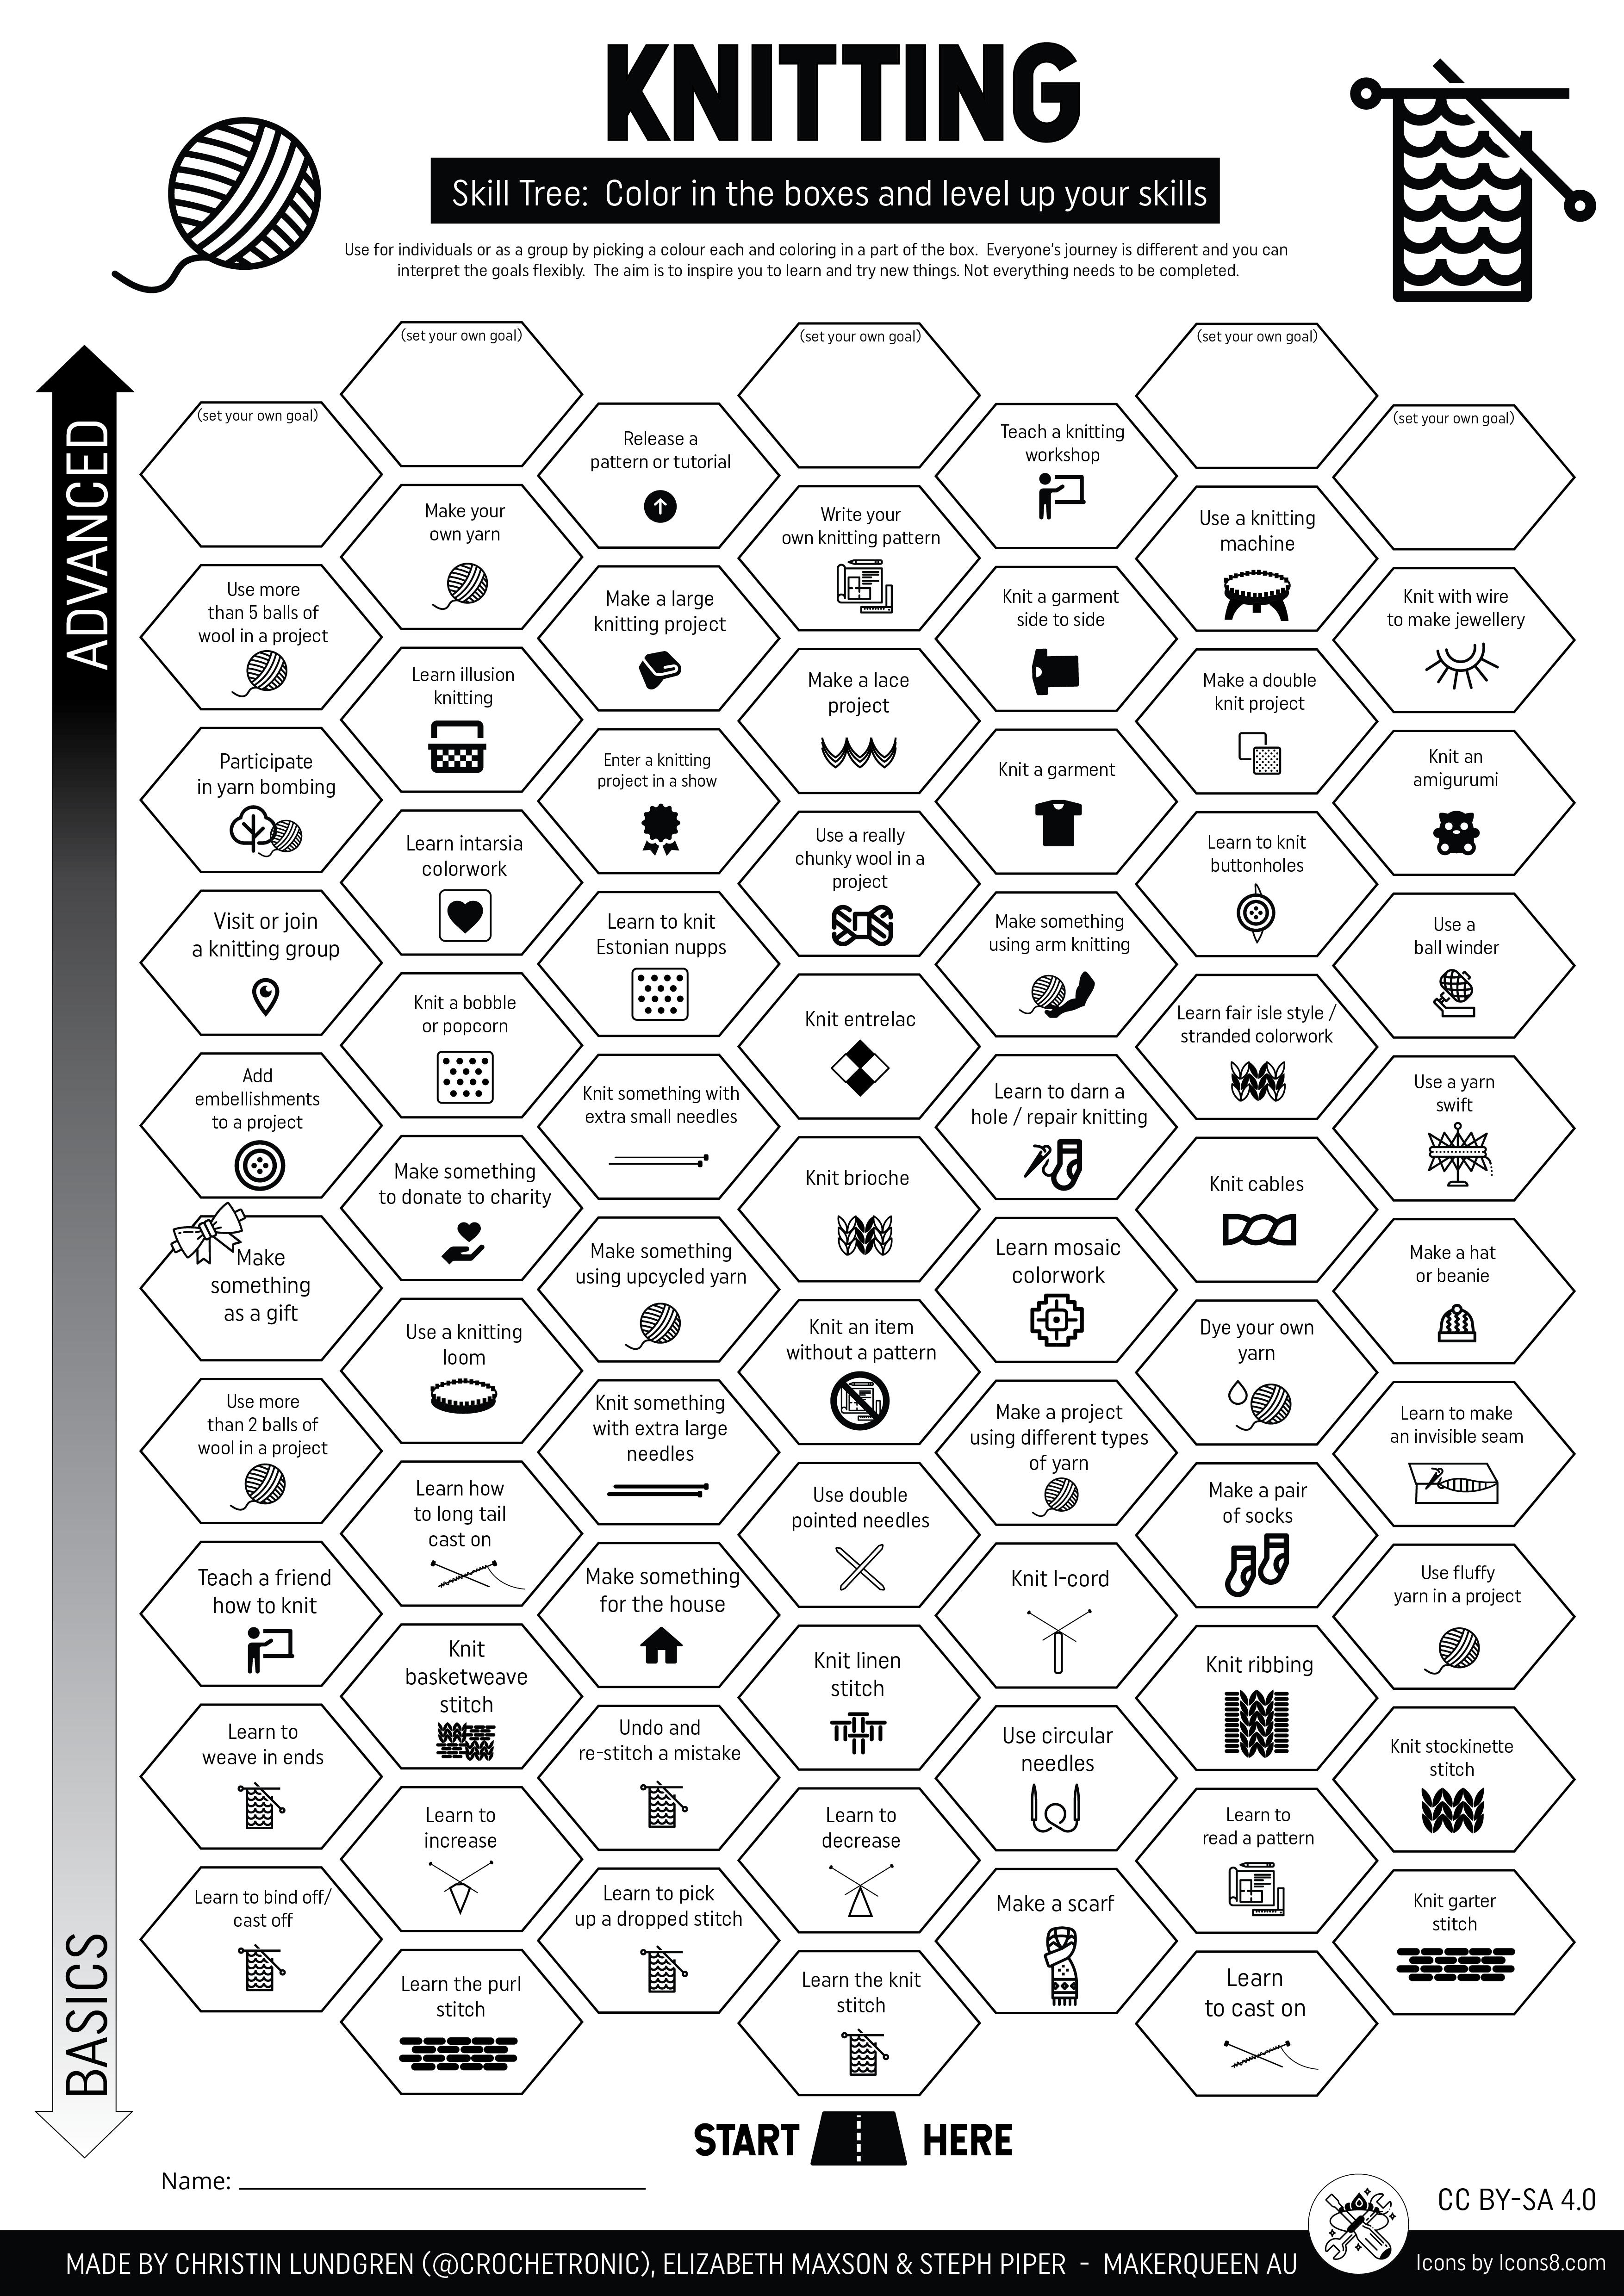 KNITTING
Skill Tree: Color in the boxes and level up your skills
Use for individuals or as a group by picking a colour each and coloring in a part of the box. Everyone's journey is different and you can
interpret the goals flexibly. The aim is to inspire you to learn and try new things. Not everything needs to be completed.
ADVANCED
BASICS
(set your own goal)
(set your own goal)
(set your own goal)
(set your own goal)
(set your own goal)
Release a
pattern or tutorial
Teach a knitting
workshop
Make your
own yarn
Write your
own knitting pattern
Use a knitting
machine
Use more
than 5 balls of
wool in a project
Make a large
knitting project
Knit a garment
side to side
Knit with wire
to make jewellery
Learn illusion
knitting
Make a lace
project
Make a double
knit project
Participate
in yarn bombing
Enter a knitting
project in a show
Knit a garment
Knit an
amigurumi
Learn intarsia
colorwork
Use a really
chunky wool in a
project
Learn to knit
buttonholes
Visit or join
a knitting group
Learn to knit
Estonian nupps
Make something
using arm knitting
Use a
ball winder
Knit a bobble
or popcorn
Knit entrelac
Learn fair isle style /
stranded colorwork
Add
embellishments
to a project
Knit something with
extra small needles
Learn to darn a
hole / repair knitting
Use a yarn
swift
Make something
to donate to charity
Knit brioche
Knit cables
Make
something
as a gift
Make something
using upcycled yarn
Learn mosaic
colorwork
Make a hat
or beanie
Use a knitting
loom
Knit an item
without a pattern
Dye your own
yarn
Use more
than 2 balls of
wool in a project
Knit something
with extra large
needles
Make a project
using different types
of yarn
Learn to make
an invisible seam
Learn how
to long tail
cast on
Use double
pointed needles
Make a pair
of socks
Teach a friend
how to knit
Make something
for the house
Knit I-cord
Use fluffy
yarn in a project
Knit
basketweave
stitch
Knit linen
stitch
Knit ribbing
Learn to
weave in ends
Undo and
re-stitch a mistake
Use circular
needles
Knit stockinette
stitch
Learn to
increase
Learn to
decrease
Learn to
read a pattern
Learn to bind off/
cast off
Learn to pick
up a dropped stitch
Make a scarf
Knit garter
stitch
Learn the purl
stitch
Learn the knit
stitch
Learn
to cast on
START HERE
Name:
CC BY-SA 4.0
MADE BY CHRISTIN LUNDGREN (@CROCHETRONIC), ELIZABETH MAXSON & STEPH PIPER - MAKERQUEEN AU
Icons by Icons8.com